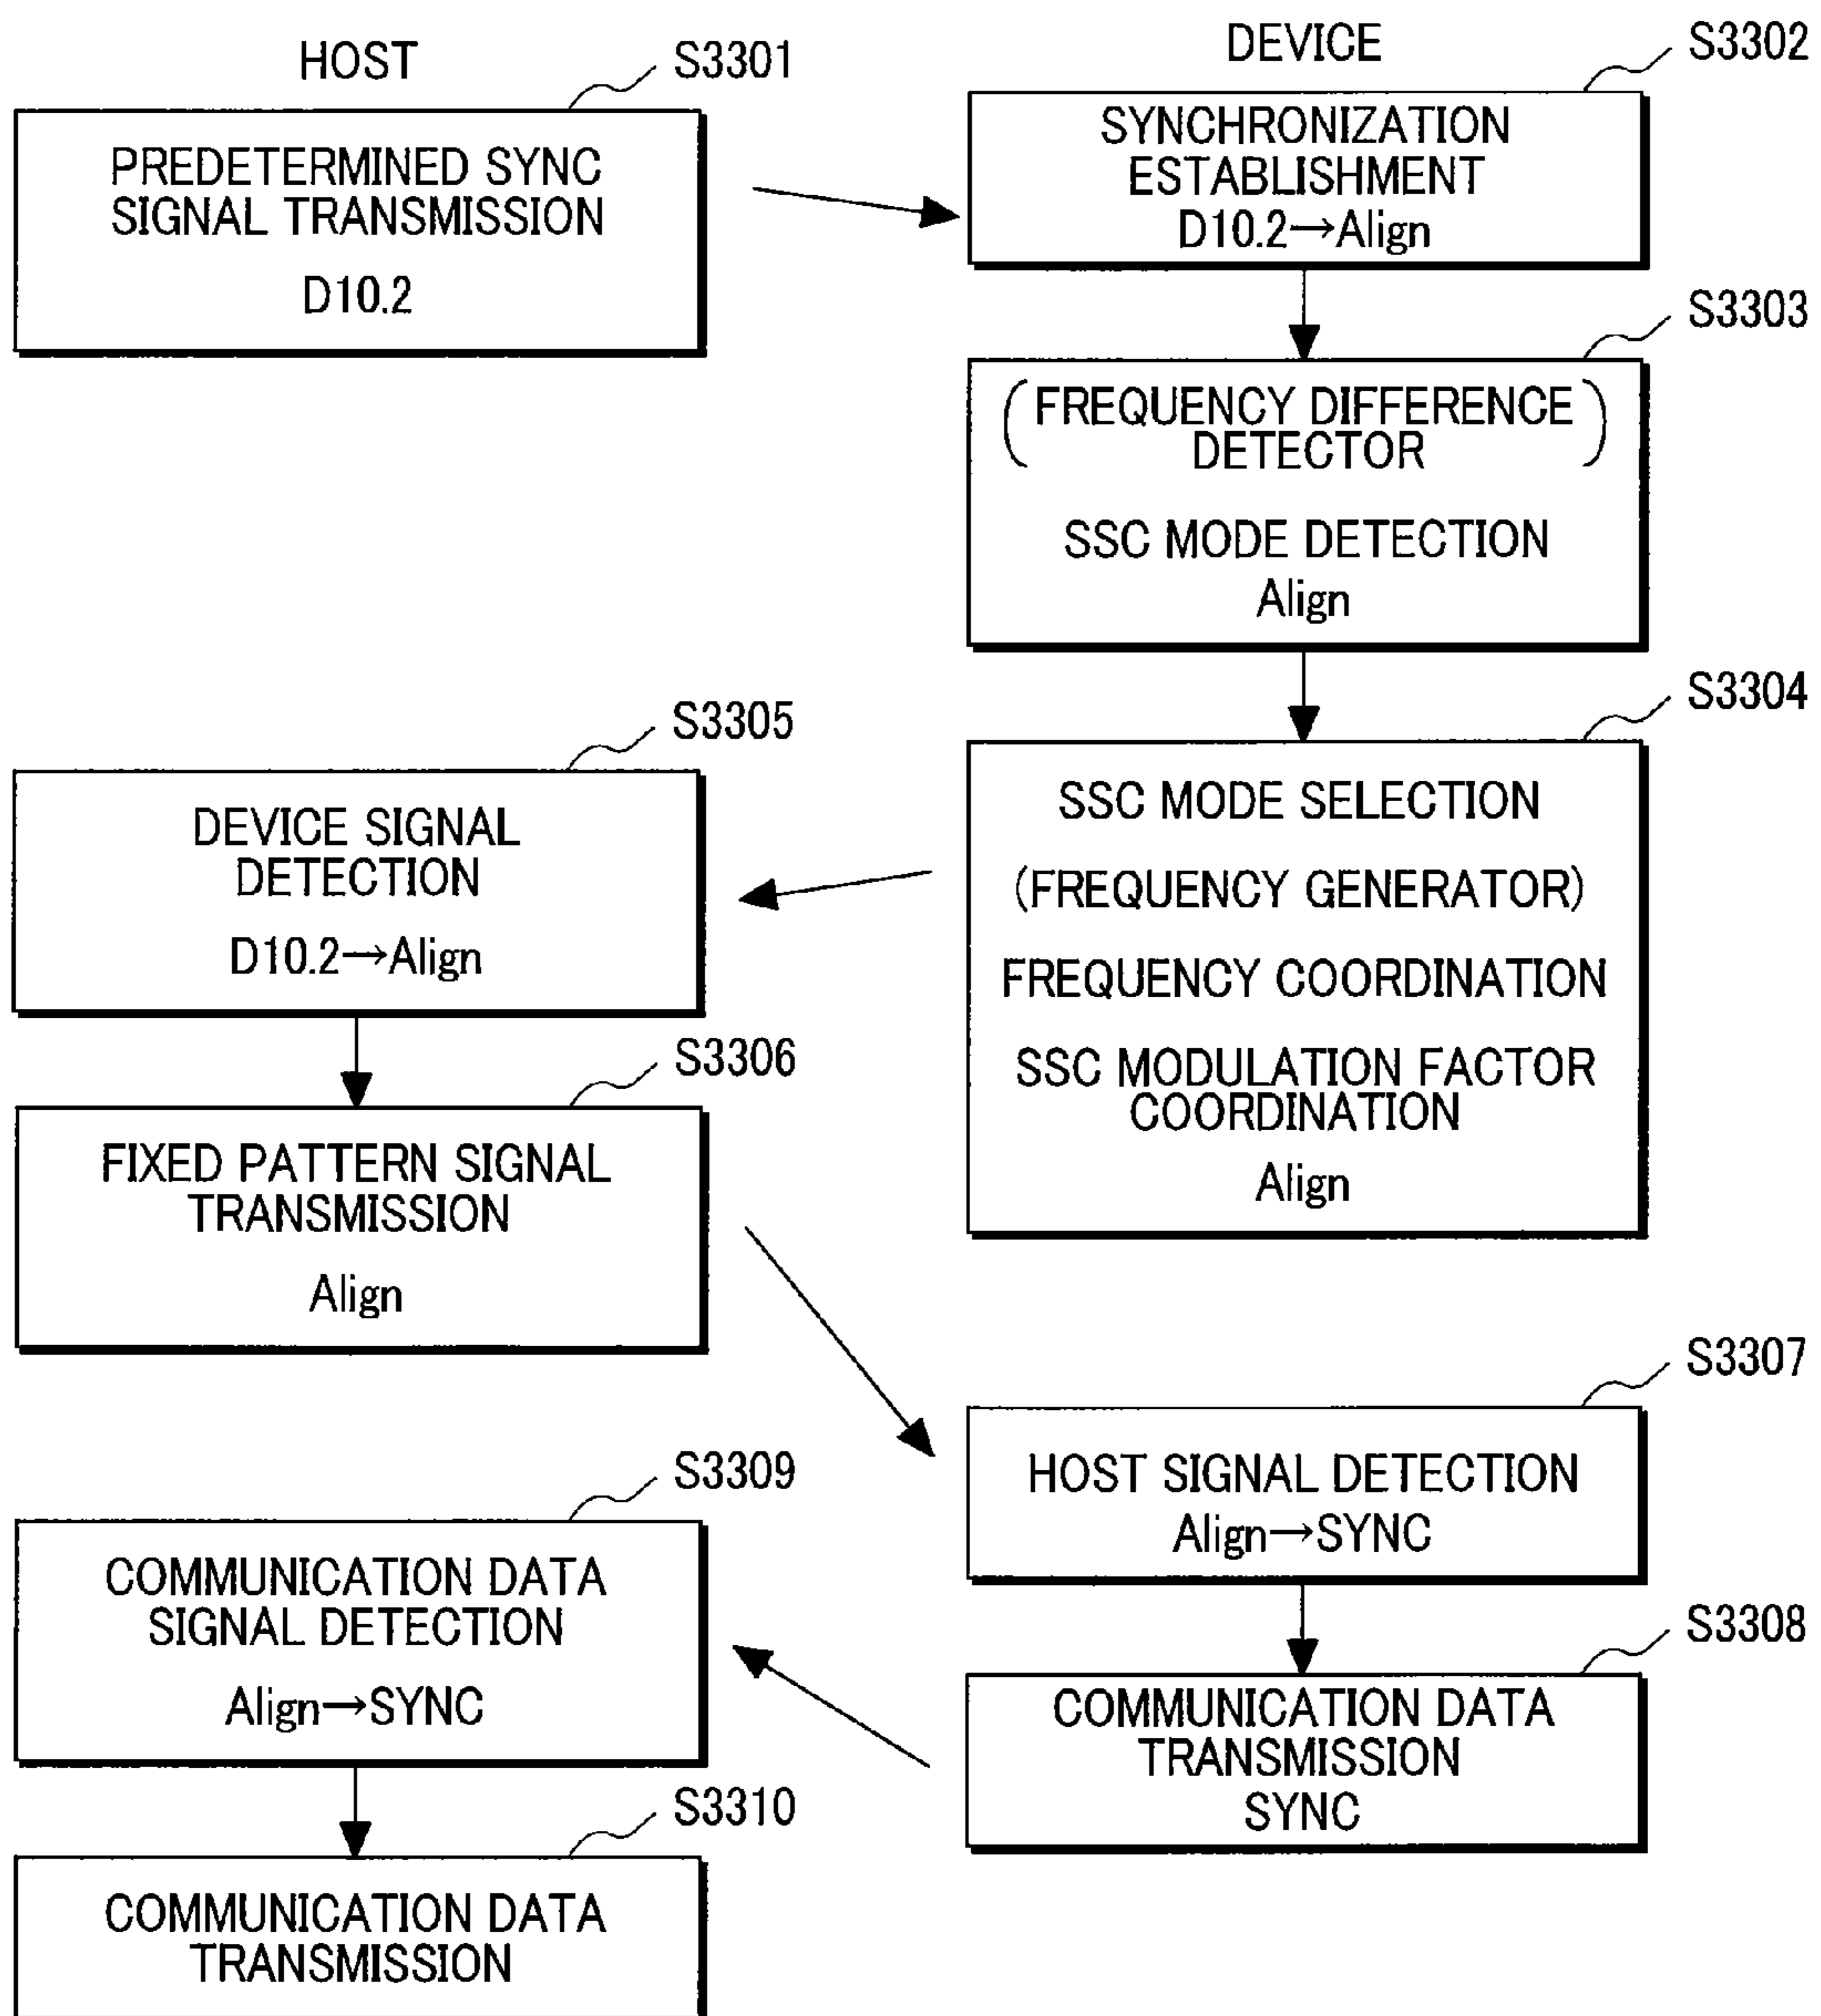 HOST
S3301
PREDETERMINED SYNC
SIGNAL TRANSMISSION
D10.2
DEVICE
S3302
SYNCHRONIZATION
ESTABLISHMENT
D10.2→Align
S3303
(FREQUENCY DIFFERENCE
DETECTOR)
SSC MODE DETECTION
Align
S3304
SSC MODE SELECTION
(FREQUENCY GENERATOR)
FREQUENCY COORDINATION
SSC MODULATION FACTOR
COORDINATION
Align
S3305
DEVICE SIGNAL
DETECTION
D10.2→Align
S3306
FIXED PATTERN SIGNAL
TRANSMISSION
Align
S3307
HOST SIGNAL DETECTION
Align→SYNC
S3308
COMMUNICATION DATA
TRANSMISSION
SYNC
S3309
COMMUNICATION DATA
SIGNAL DETECTION
Align→SYNC
S3310
COMMUNICATION DATA
TRANSMISSION